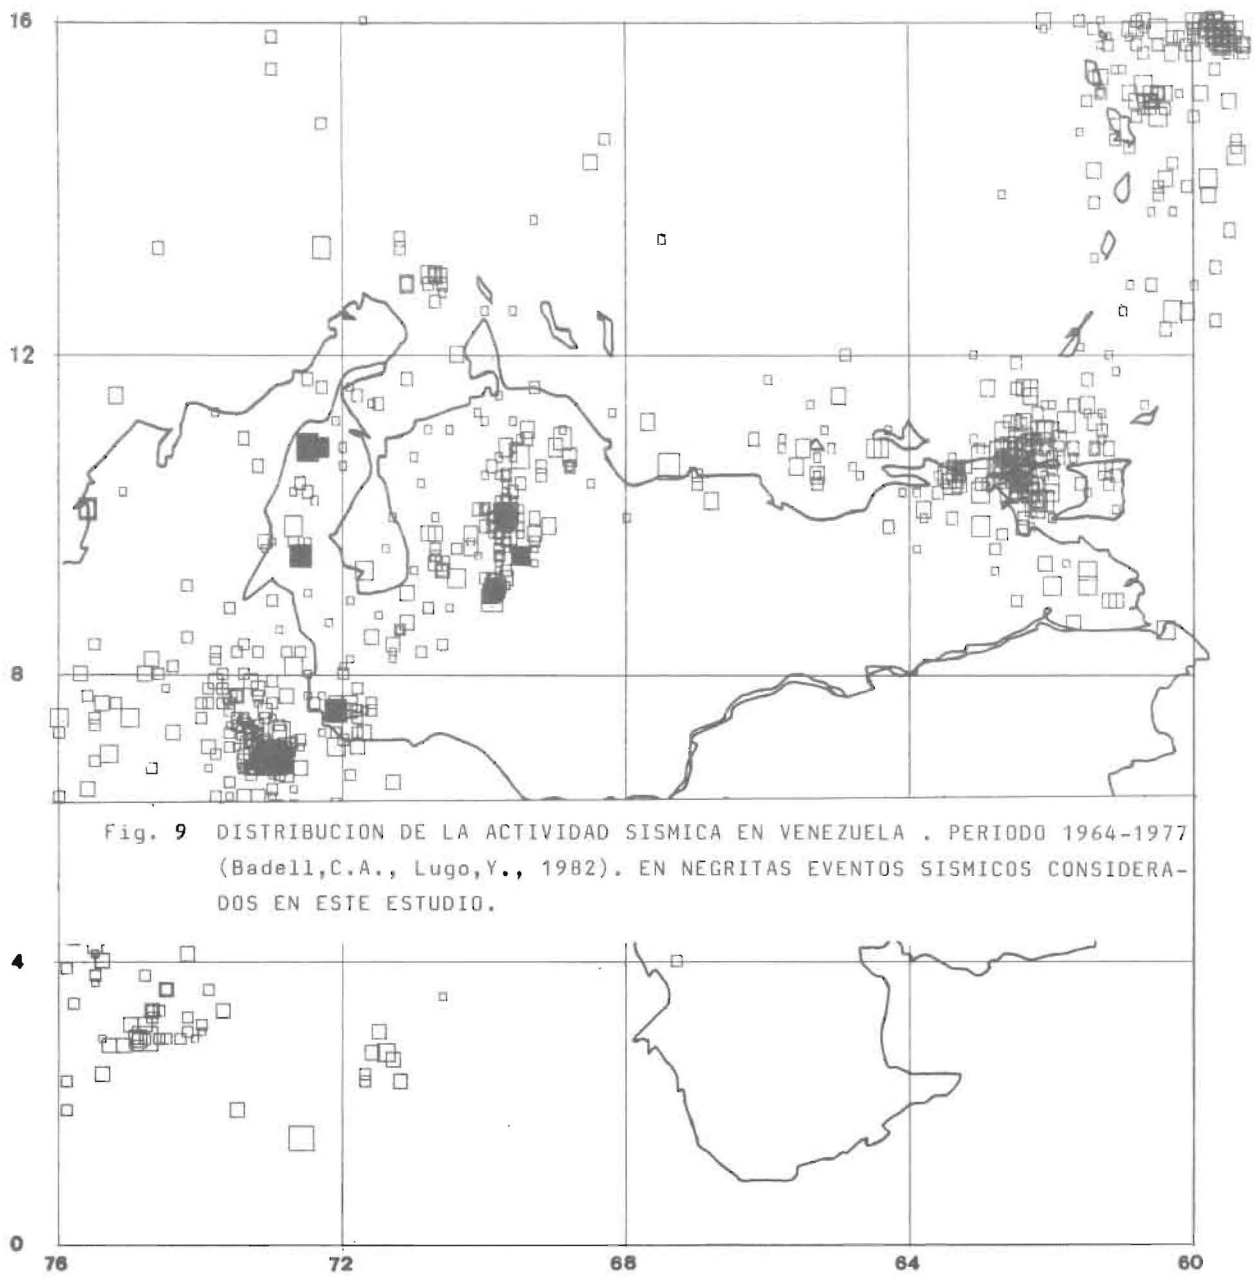 16
12
8
Fig. 9 DISTRIBUCION DE LA ACTIVIDAD SISMICA EN VENEZUELA . PERIODO 1964-1977
(Badell,C.A., Lugo,Y., 1982). EN NEGRITAS EVENTOS SISMICOS CONSIDERA-
DOS EN ESTE ESTUDIO.
4
0
76 72 68 64 60